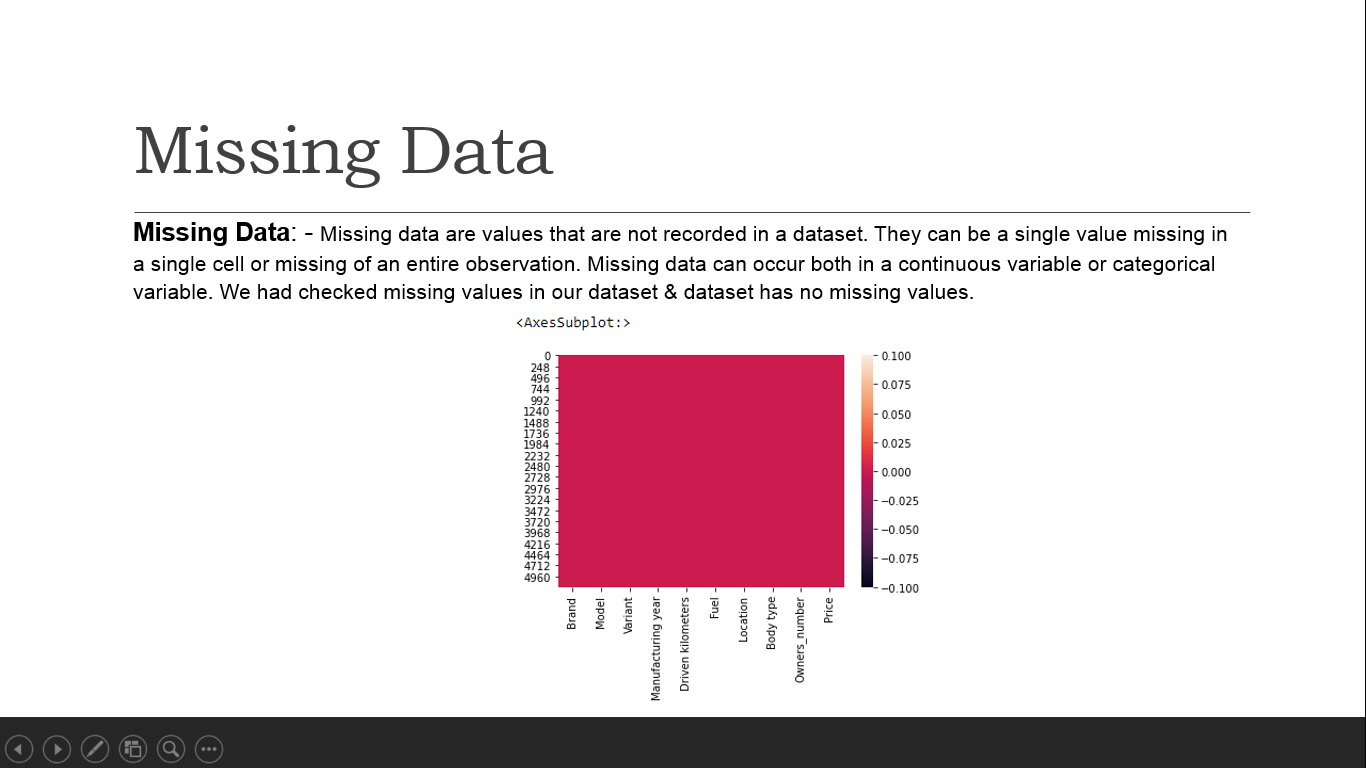 Missing Data
Missing Data: - Missing data are values that are not recorded in a dataset. They can be a single value missing in
a single cell or missing of an entire observation. Missing data can occur both in a continuous variable or categorical
variable. We had checked missing values in our dataset & dataset has no missing values.
<AxesSubplot:>
0
248
496
744
992
1240
1488
1736
1984
2232
2480
2728
2976
3224
3472
3720
3968
4216
4464
4712
4960
0.100
0.075
0.050
0.025
0.000
−0.025
−0.050
−0.075
−0.100
Brand
Model
Variant
Manufacturing year
Driven kilometers
Fuel
Location
Body type
Owners_number
Price